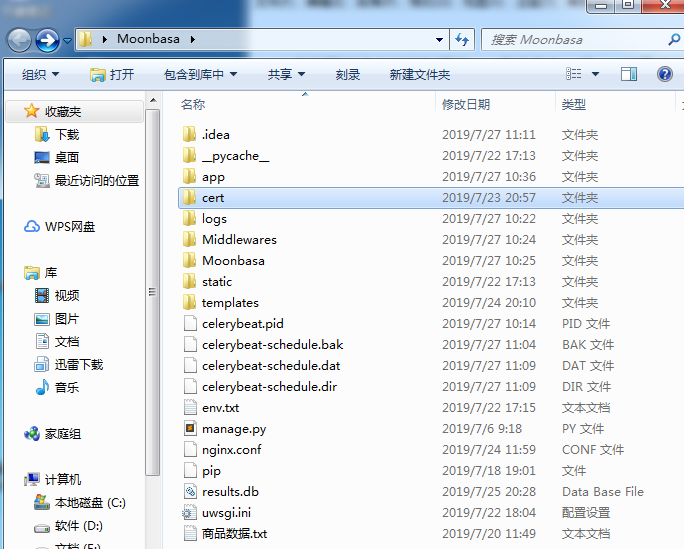 Moonbasa
搜索 Moonbasa
组织 打开 包含到库中 共享 刻录 新建文件夹
收藏夹
下载
桌面
最近访问的位置
WPS网盘
库
视频
图片
文档
迅雷下载
音乐
家庭组
计算机
本地磁盘 (C:)
软件 (D:)
文档 (E:)
名称 修改日期 类型
.idea 2019/7/27 11:11 文件夹
__pycache__ 2019/7/22 17:13 文件夹
app 2019/7/27 10:36 文件夹
cert 2019/7/23 20:57 文件夹
logs 2019/7/27 10:22 文件夹
Middlewares 2019/7/27 10:24 文件夹
Moonbasa 2019/7/27 10:25 文件夹
static 2019/7/22 17:13 文件夹
templates 2019/7/24 20:10 文件夹
celerybeat.pid 2019/7/27 10:14 PID 文件
celerybeat-schedule.bak 2019/7/27 11:04 BAK 文件
celerybeat-schedule.dat 2019/7/27 11:09 DAT 文件
celerybeat-schedule.dir 2019/7/27 11:09 DIR 文件
env.txt 2019/7/22 17:15 文本文档
manage.py 2019/7/6 9:18 PY 文件
nginx.conf 2019/7/24 11:59 CONF 文件
pip 2019/7/18 19:01 文件
results.db 2019/7/25 20:28 Data Base File
uwsgi.ini 2019/7/22 18:04 配置设置
商品数据.txt 2019/7/20 11:49 文本文档